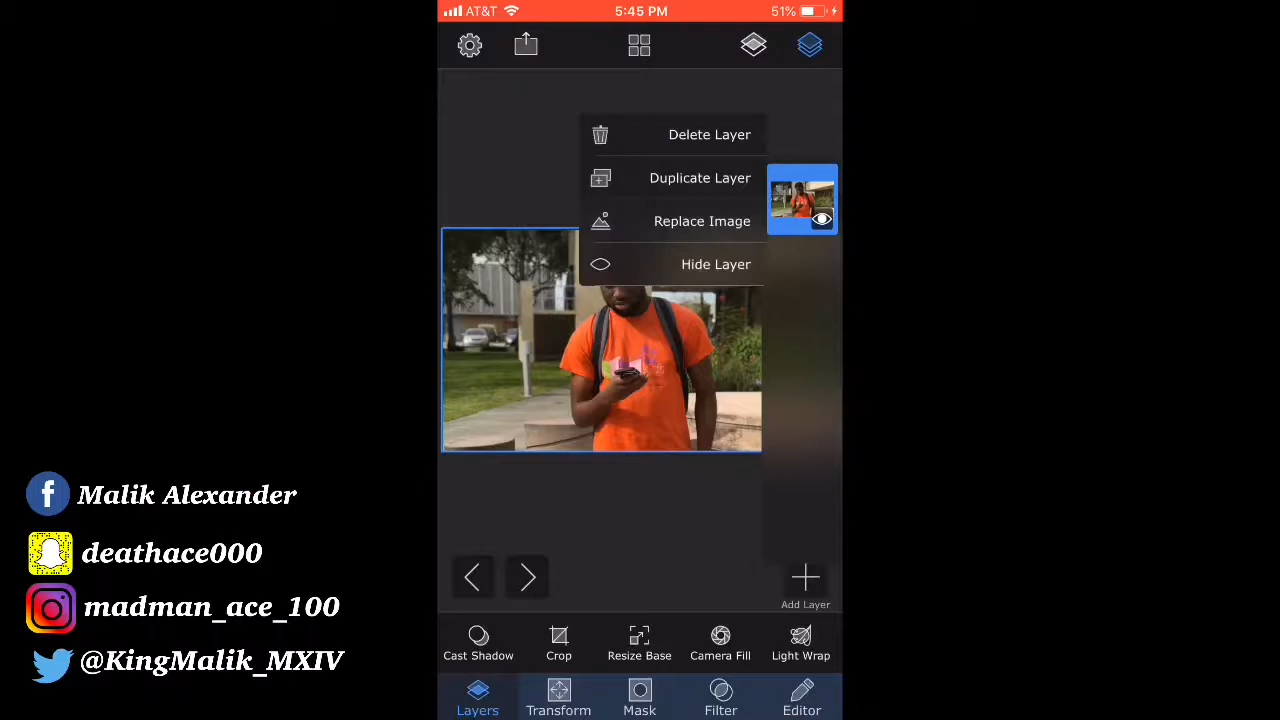 AT&T 5:45 PM 51%
Delete Layer
Duplicate Layer
Replace Image
Hide Layer
Malik Alexander
deathace000
madman_ace_100
@KingMalik_MXIV
Add Layer
Cast Shadow Crop Resize Base Camera Fill Light Wrap
Layers Transform Mask Filter Editor